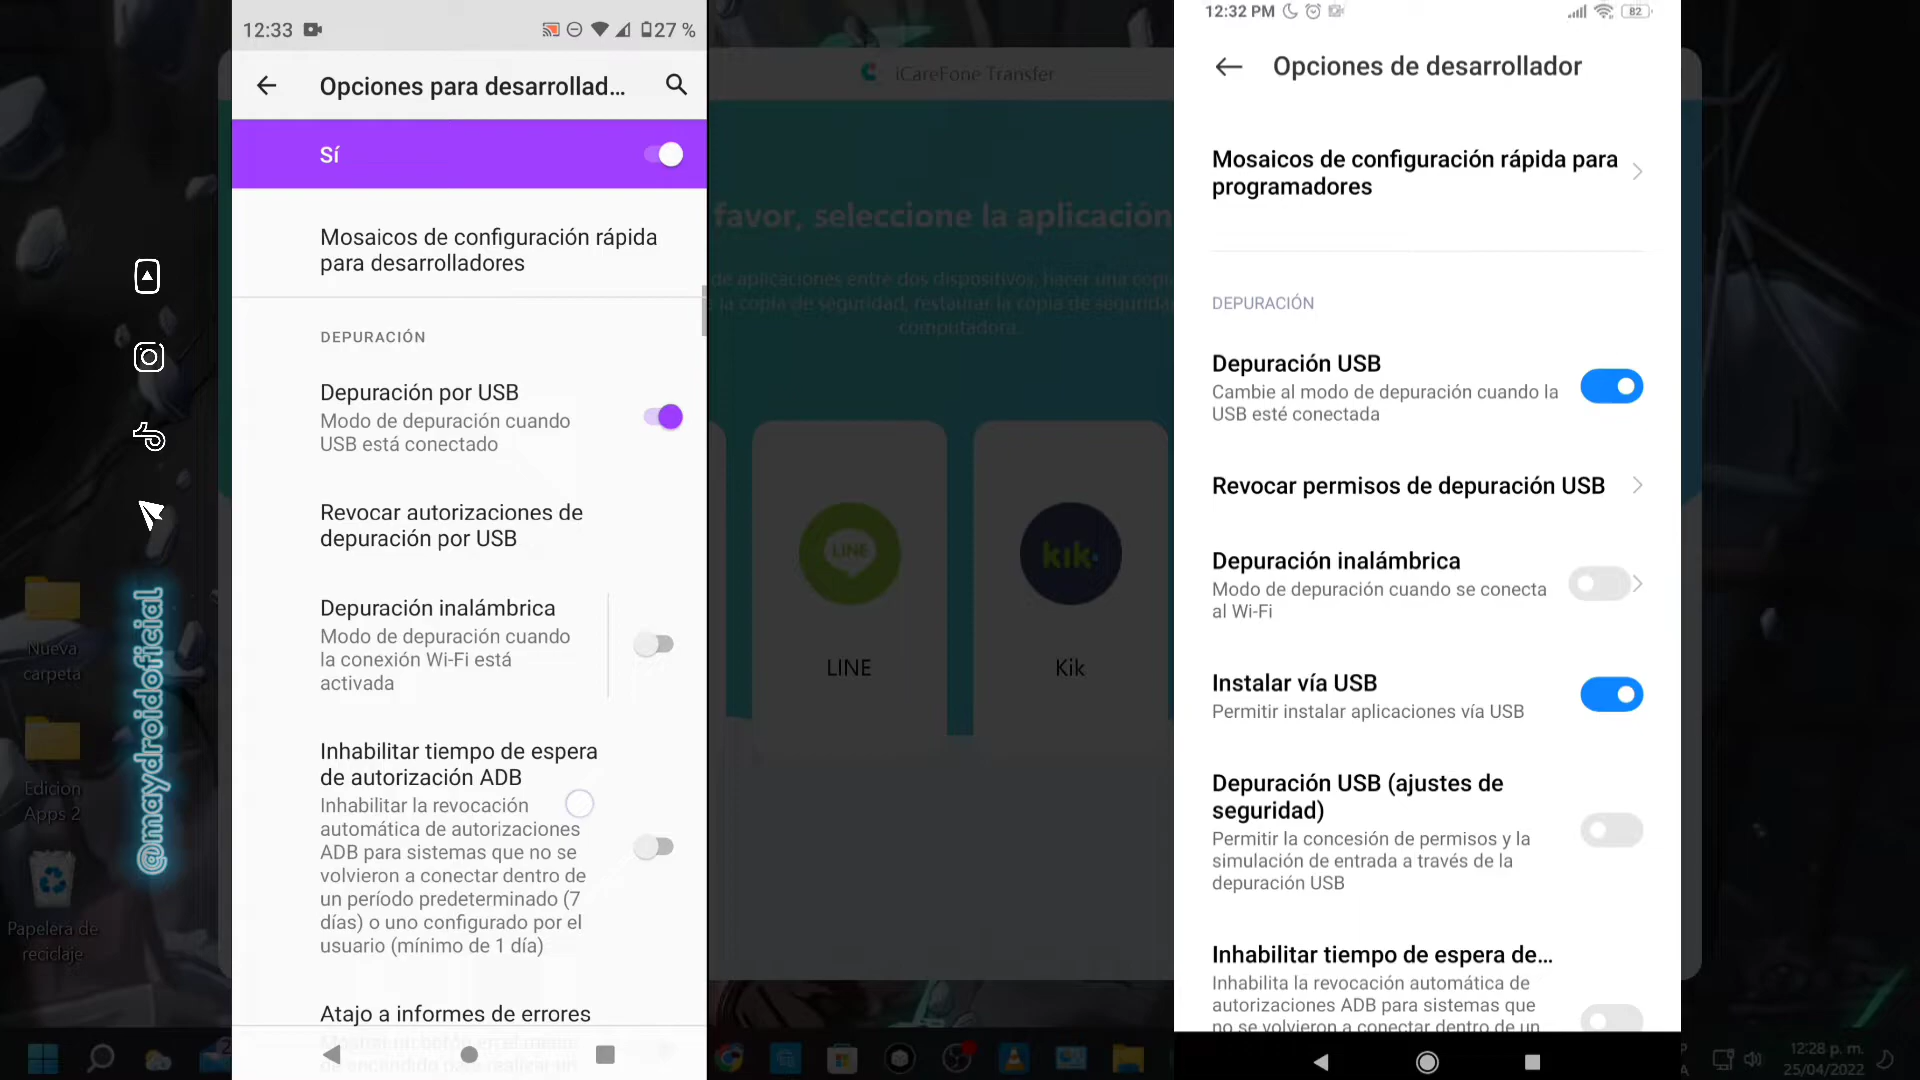 12:33
27 %
Opciones para desarrollad...
Sí
Mosaicos de configuración rápida
para desarrolladores
DEPURACIÓN
Depuración por USB
Modo de depuración cuando
USB está conectado
Revocar autorizaciones de
depuración por USB
Depuración inalámbrica
Modo de depuración cuando
la conexión Wi-Fi está
activada
Inhabilitar tiempo de espera
de autorización ADB
Inhabilitar la revocación
automática de autorizaciones
ADB para sistemas que no se
volvieron a conectar dentro de
un período predeterminado (7
días) o uno configurado por el
usuario (mínimo de 1 día)
Atajo a informes de errores
iCareFone Transfer
favor, seleccione la aplicación
de aplicaciones entre dos dispositivos, hacer una copi
la copia de seguridad, restaurar la copia de segurida
computadora.
LINE
LINE
kik
Kik
12:32 PM
82
Opciones de desarrollador
Mosaicos de configuración rápida para
programadores
DEPURACIÓN
Depuración USB
Cambie al modo de depuración cuando la
USB esté conectada
Revocar permisos de depuración USB
Depuración inalámbrica
Modo de depuración cuando se conecta
al Wi-Fi
Instalar vía USB
Permitir instalar aplicaciones vía USB
Depuración USB (ajustes de
seguridad)
Permitir la concesión de permisos y la
simulación de entrada a través de la
depuración USB
Inhabilitar tiempo de espera de...
Inhabilita la revocación automática de
autorizaciones ADB para sistemas que
no se volvieron a conectar dentro de un
@maydroidoficial
Nueva
carpeta
Edicion
Apps 2
Papelera de
reciclaje
12:28 p. m.
25/04/2022